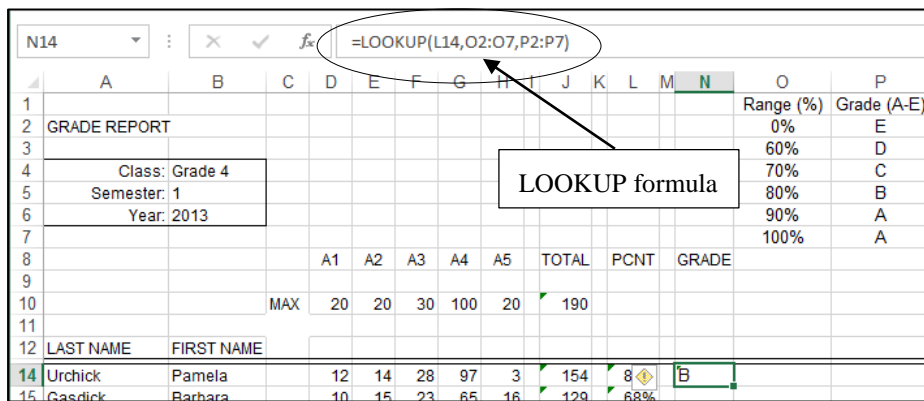 N14 fx =LOOKUP(L14,O2:O7,P2:P7)
A B C D E F G H I J K L M N O P
1 Range (%) Grade (A-E)
2 GRADE REPORT 0% E
3 60% D
4 Class: Grade 4 70% C
LOOKUP formula
5 Semester: 1 80% B
6 Year: 2013 90% A
7 100% A
8 A1 A2 A3 A4 A5 TOTAL PCNT GRADE
9
10 MAX 20 20 30 100 20 190
11
12 LAST NAME FIRST NAME
14 Urchick Pamela 12 14 28 97 3 154 8 B
15 Gasdick Barbara 10 15 23 65 16 129 68%